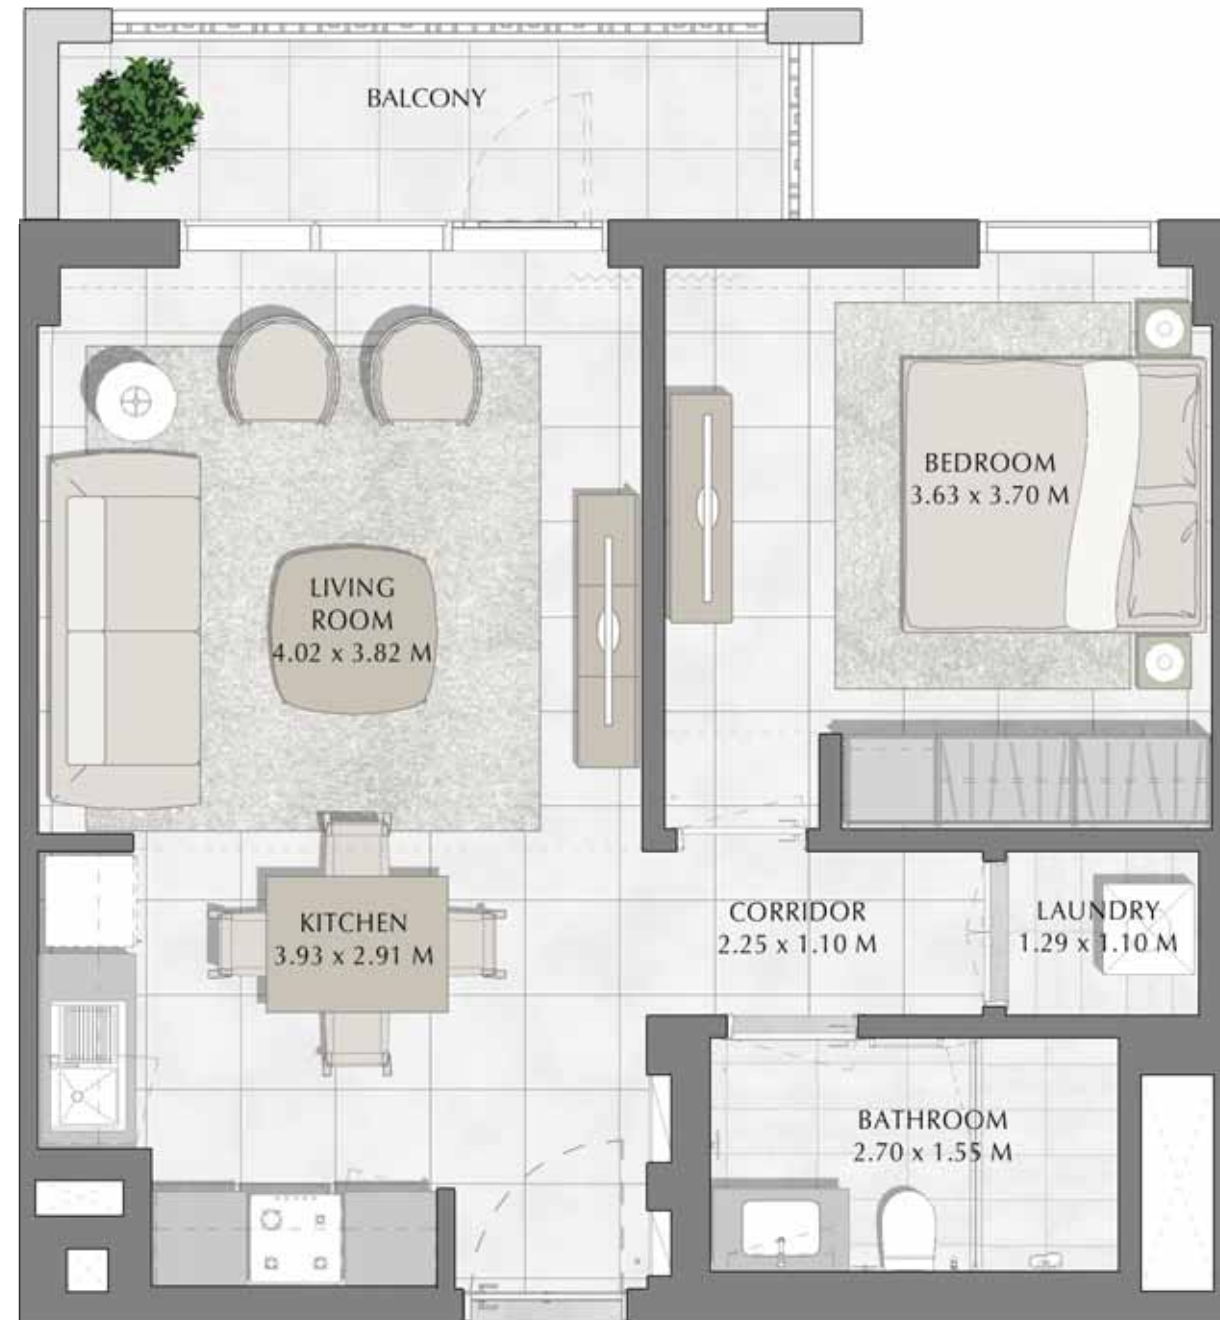 BALCONY
BEDROOM
3.63 x 3.70 M
LIVING
ROOM
4.02 x 3.82 M
KITCHEN
3.93 x 2.91 M
CORRIDOR
2.25 x 1.10 M
LAUNDRY
1.29 x 1.10 M
BATHROOM
2.70 x 1.55 M